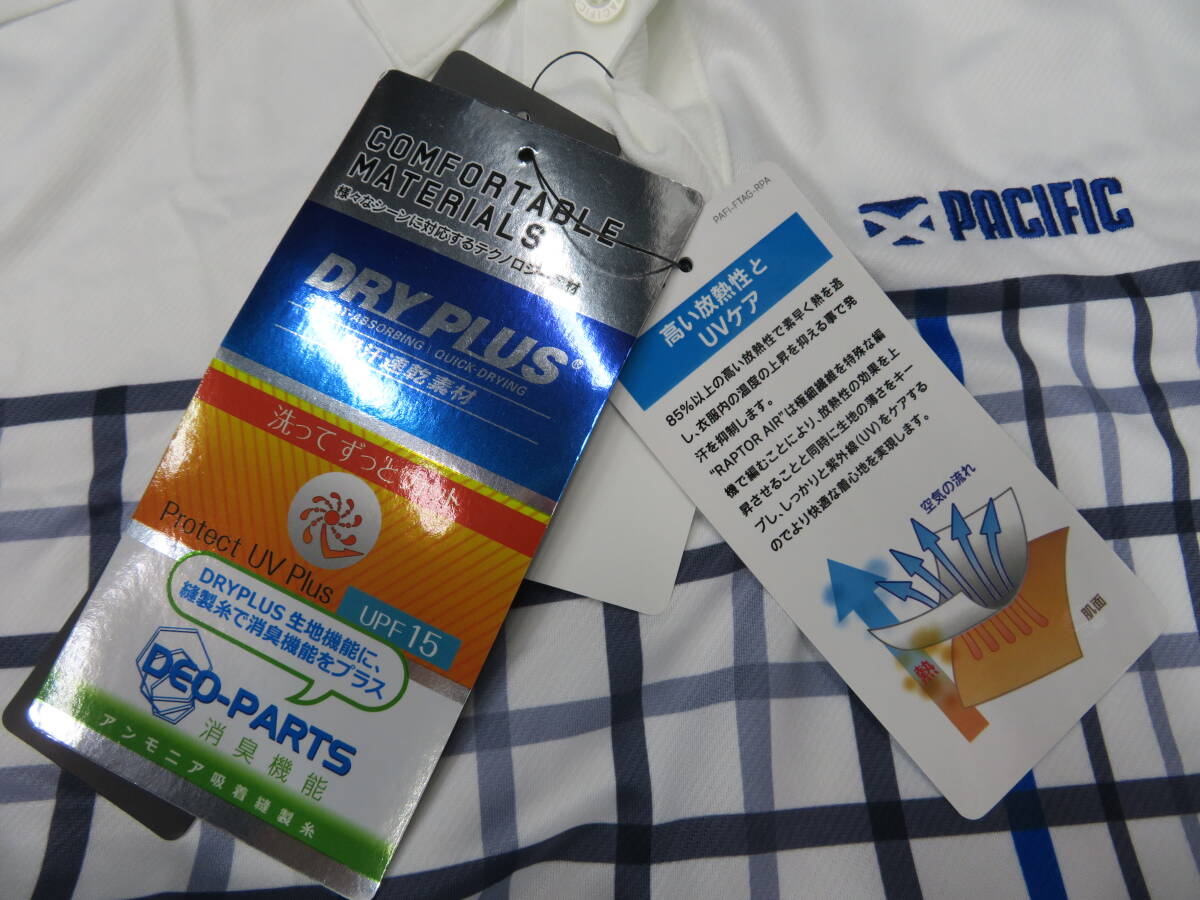 COMFORTABLE
MATERIALS
様々なシーンに対応するテクノロジー素材
DRY PLUS®
ABSORBING | QUICK-DRYING
汗速乾素材
洗ってずっと
Protect UV Plus
UPF 15
DRYPLUS 生地機能に、
縫製糸で消臭機能をプラス
DEO-PARTS
消臭機能
アンモニア吸着縫製糸
PAFI-FTAG-RPA
高い放熱性と
UVケア
85%以上の高い放熱性で素早く熱を逃
し、衣服内の温度の上昇を抑える事で発
汗を抑制します。
“RAPTOR AIR”は極細繊維を特殊な編
機で編むことにより、放熱性の効果を上
昇させることと同時に生地の薄さをキー
プし、しっかりと紫外線(UV)をケアする
のでより快適な着心地を実現します。
空気の流れ
熱
肌面
PACIFIC
PACIFIC